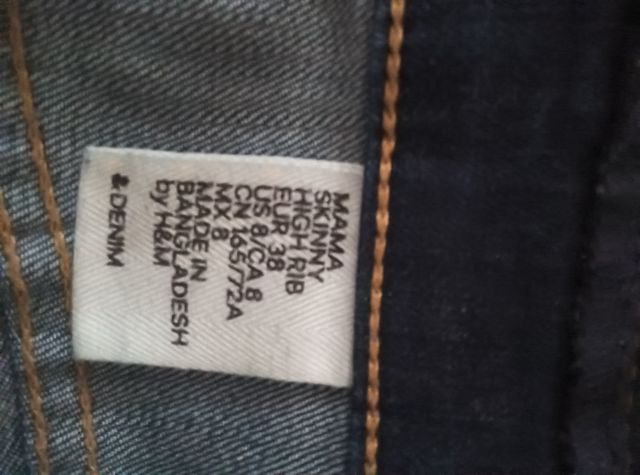 MAMA
SKINNY
HIGH RIB
EUR 38
US 8/CA 8
CN 165/72A
MX 8
MADE IN
BANGLADESH
by H&M
&DENIM